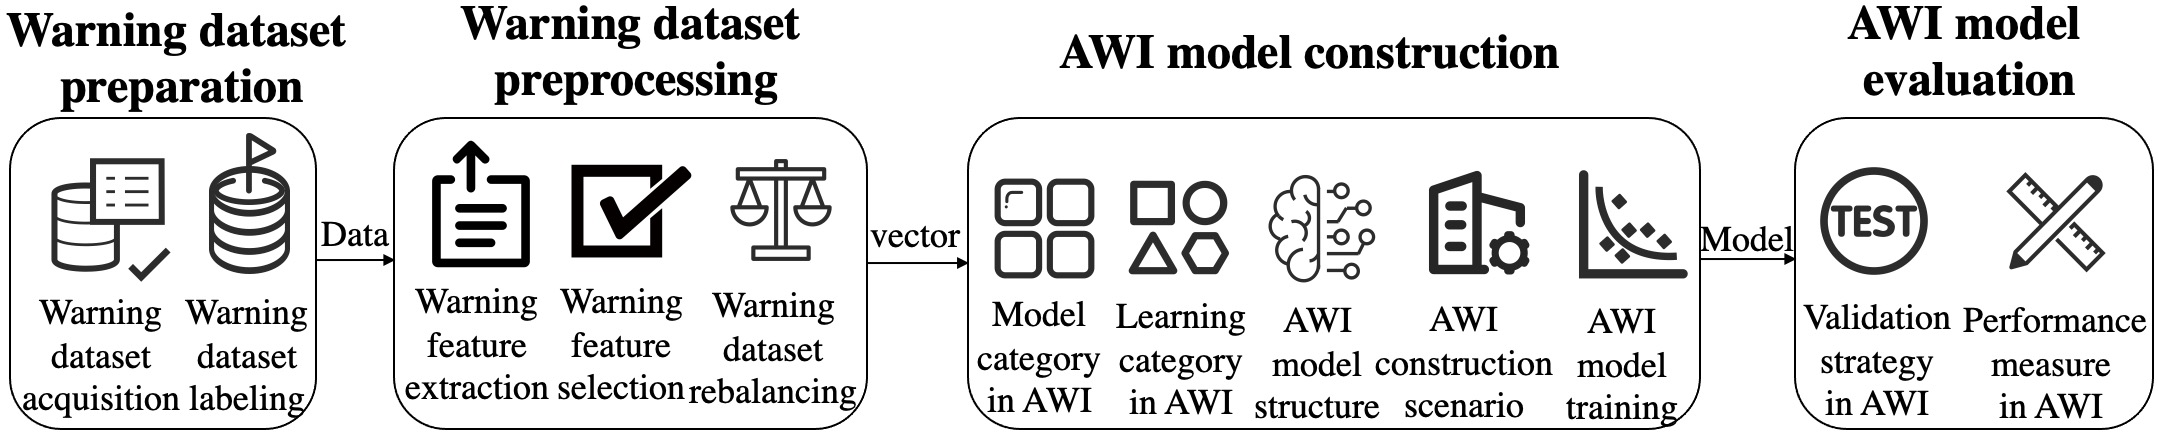 Warning dataset
preparation
Warning
dataset
acquisition
Warning
dataset
labeling
Data
Warning dataset
preprocessing
Warning
feature
extraction
Warning
feature
selection
Warning
dataset
rebalancing
vector
AWI model construction
Model
category
in AWI
Learning
category
in AWI
AWI
model
structure
AWI
construction
scenario
AWI
model
training
Model
AWI model
evaluation
TEST
Validation
strategy
in AWI
Performance
measure
in AWI